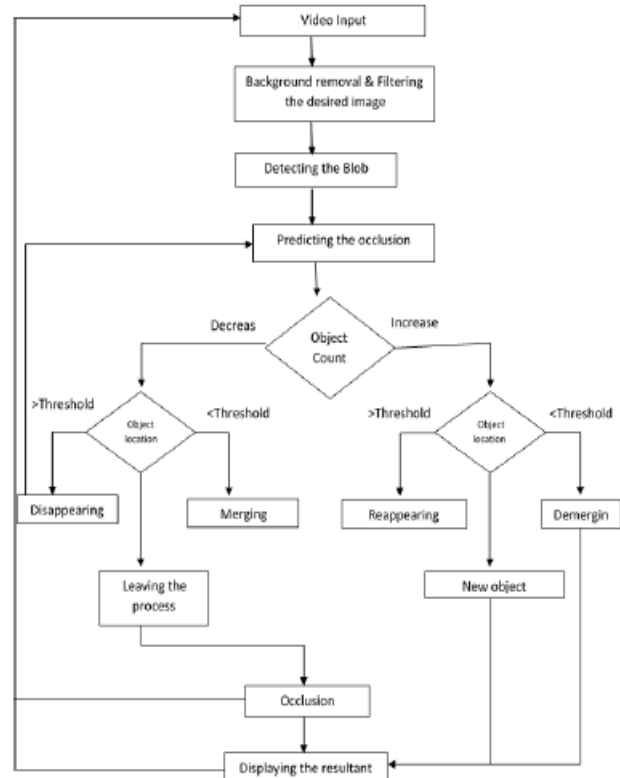 Video Input
Background removal & Filtering
the desired image
Detecting the Blob
Predicting the occlusion
Decreas
Increase
Object
Count
>Threshold
<Threshold
Object
location
>Threshold
<Threshold
Object
location
Disappearing
Merging
Reappearing
Demergin
Leaving the
process
New object
Occlusion
Displaying the resultant